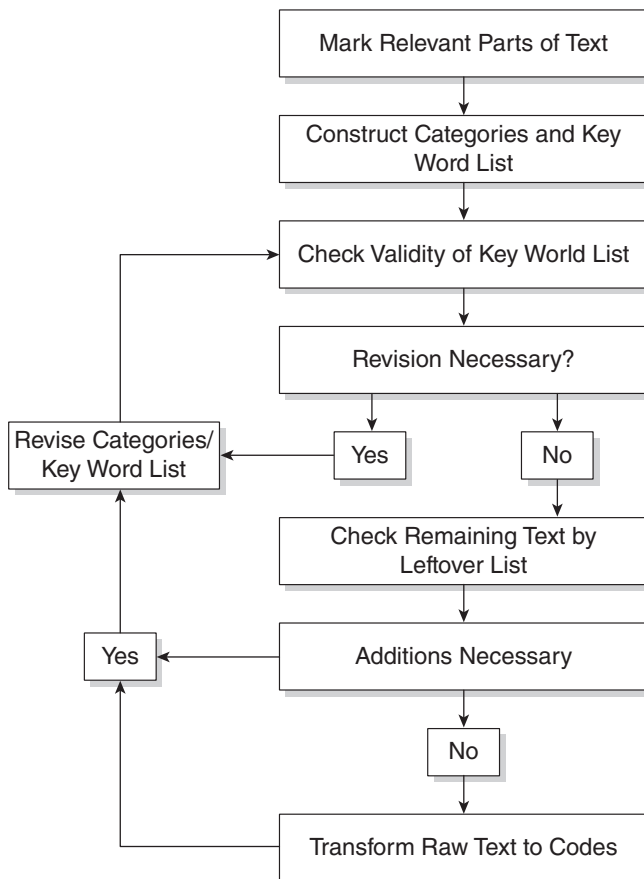 Mark Relevant Parts of Text
Construct Categories and Key
Word List
Check Validity of Key World List
Revision Necessary?
Revise Categories/
Key Word List
Yes
No
Check Remaining Text by
Leftover List
Yes
Additions Necessary
No
Transform Raw Text to Codes